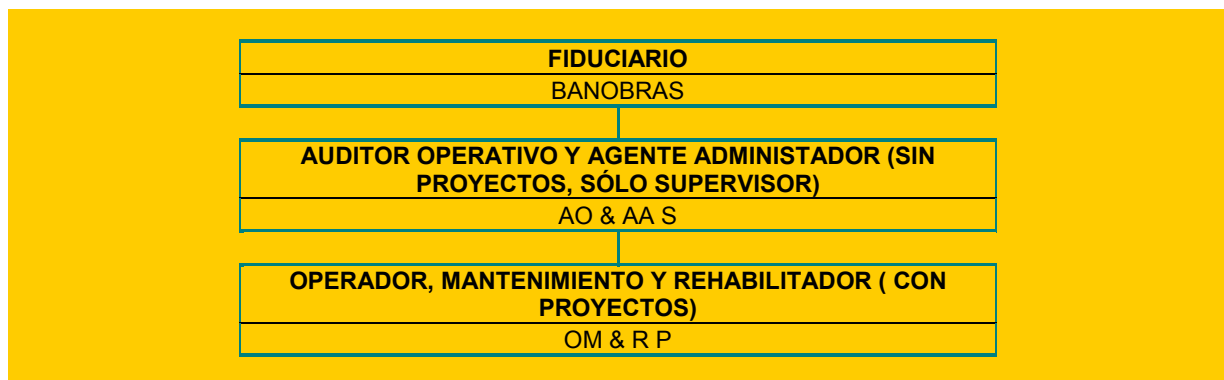 FIDUCIARIO
BANOBRAS
AUDITOR OPERATIVO Y AGENTE ADMINISTADOR (SIN
PROYECTOS, SÓLO SUPERVISOR)
AO & AA S
OPERADOR, MANTENIMIENTO Y REHABILITADOR ( CON
PROYECTOS)
OM & R P